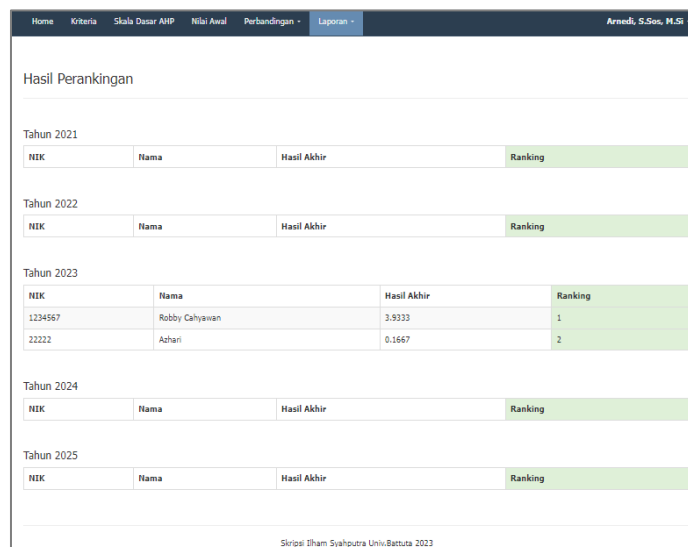 Home Kriteria Skala Dasar AHP Nilai Awal Perbandingan Laporan Arnedi, S.Sos, M.Si
Hasil Perankingan
Tahun 2021
NIK Nama Hasil Akhir Ranking
Tahun 2022
NIK Nama Hasil Akhir Ranking
Tahun 2023
NIK Nama Hasil Akhir Ranking
1234567 Robby Cahyawan 3.9333 1
22222 Azhari 0.1667 2
Tahun 2024
NIK Nama Hasil Akhir Ranking
Tahun 2025
NIK Nama Hasil Akhir Ranking
Skripsi Ilham Syahputra Univ.Battuta 2023